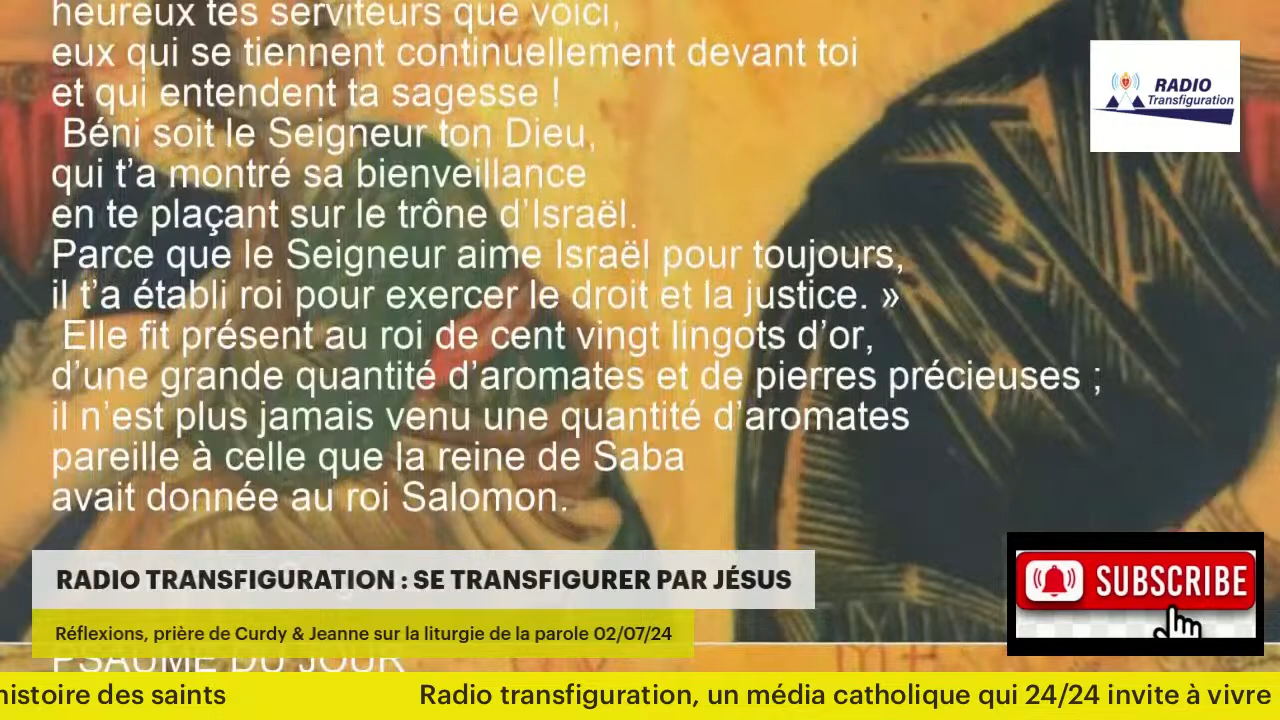 heureux tes serviteurs que voici,
eux qui se tiennent continuellement devant toi
et qui entendent ta sagesse !
Béni soit le Seigneur ton Dieu,
qui t’a montré sa bienveillance
en te plaçant sur le trône d’Israël.
Parce que le Seigneur aime Israël pour toujours,
il t’a établi roi pour exercer le droit et la justice. »
Elle fit présent au roi de cent vingt lingots d’or,
d’une grande quantité d’aromates et de pierres précieuses ;
il n’est plus jamais venu une quantité d’aromates
pareille à celle que la reine de Saba
avait donnée au roi Salomon.
RADIO
Transfiguration
RADIO TRANSFIGURATION : SE TRANSFIGURER PAR JÉSUS
Réflexions, prière de Curdy & Jeanne sur la liturgie de la parole 02/07/24
SUBSCRIBE
PSAUME DU JOUR
histoire des saints Radio transfiguration, un média catholique qui 24/24 invite à vivre